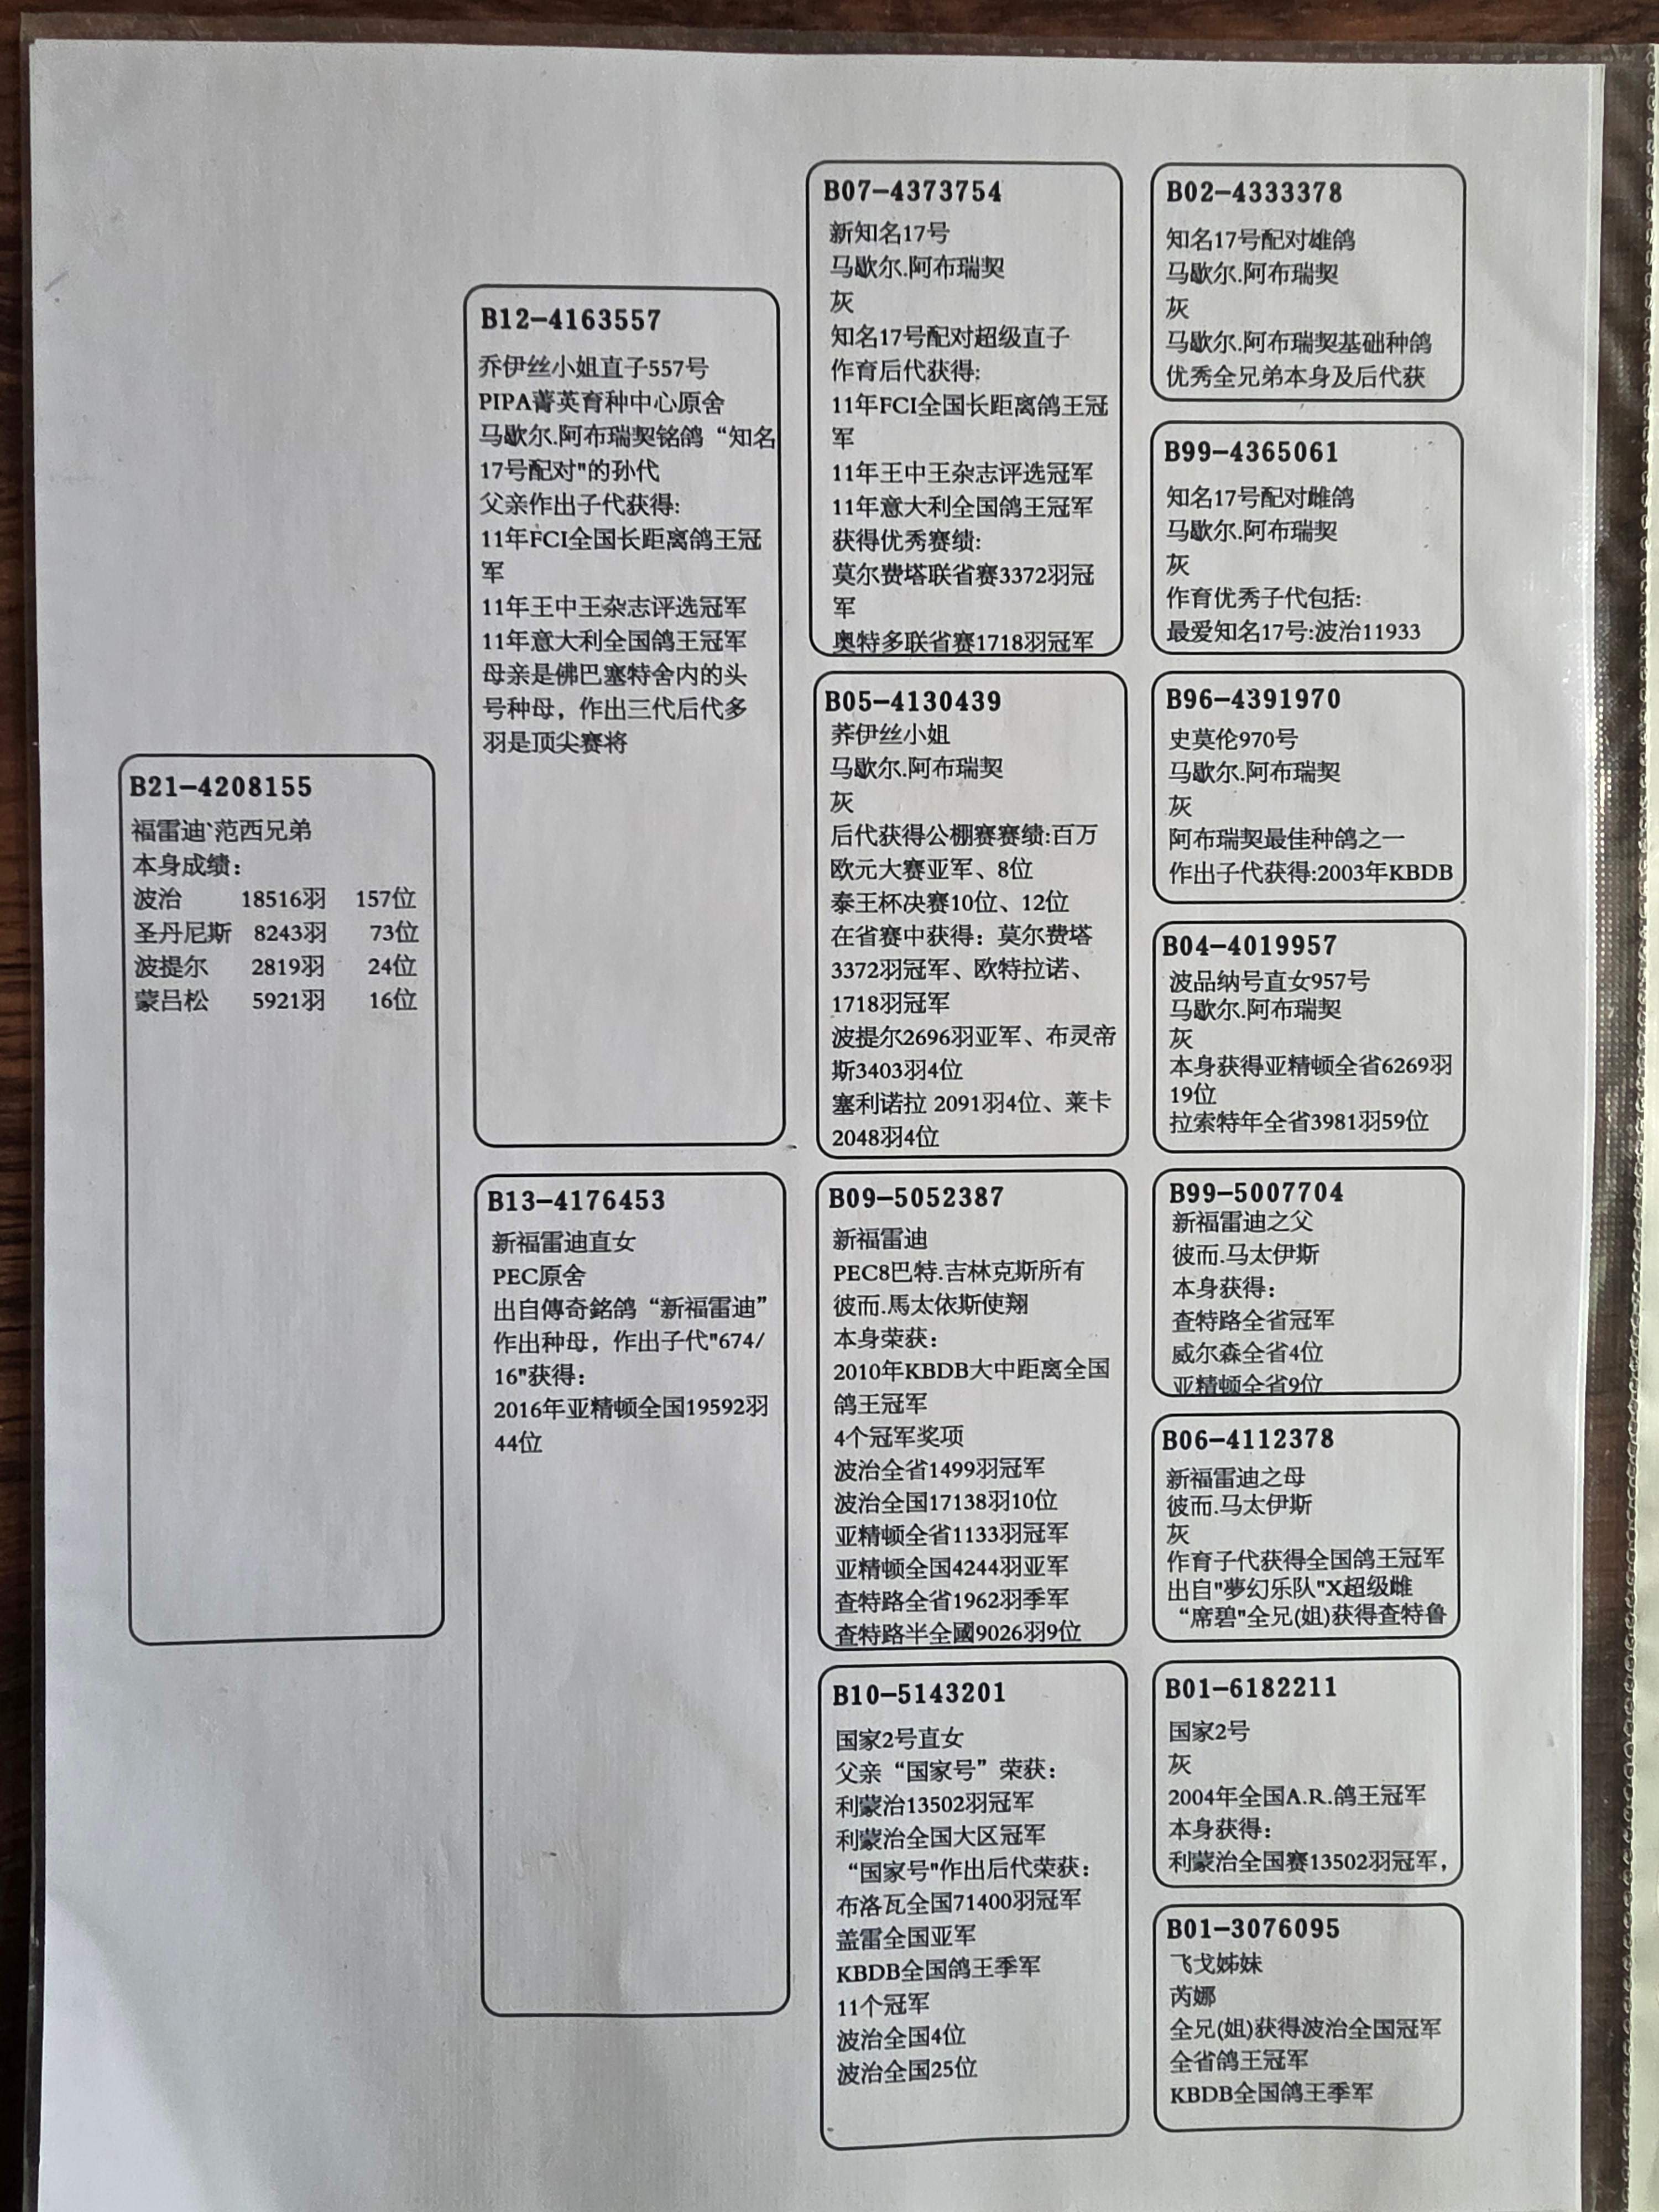 B21-4208155
福雷迪`范西兄弟
本身成绩:
波治 18516羽 157位
圣丹尼斯 8243羽 73位
波提尔 2819羽 24位
蒙吕松 5921羽 16位
B12-4163557
乔伊丝小姐直子557号
PIPA菁英育种中心原舍
马歇尔.阿布瑞契铭鸽“知名
17号配对"的孙代
父亲作出子代获得:
11年FCI全国长距离鸽王冠
军
11年王中王杂志评选冠军
11年意大利全国鸽王冠军
母亲是佛巴塞特舍内的头
号种母，作出三代后代多
羽是顶尖赛将
B13-4176453
新福雷迪直女
PEC原舍
出自傳奇銘鸽“新福雷迪”
作出种母，作出子代"674/
16"获得:
2016年亚精顿全国19592羽
44位
B07-4373754
新知名17号
马歇尔.阿布瑞契
灰
知名17号配对超级直子
作育后代获得:
11年FCI全国长距离鸽王冠
军
11年王中王杂志评选冠军
11年意大利全国鸽王冠军
获得优秀赛绩:
莫尔费塔联省赛3372羽冠
军
奥特多联省赛1718羽冠军
B05-4130439
荞伊丝小姐
马歇尔.阿布瑞契
灰
后代获得公棚赛赛绩:百万
欧元大赛亚军、8位
泰王杯决赛10位、12位
在省赛中获得：莫尔费塔
3372羽冠军、欧特拉诺、
1718羽冠军
波提尔2696羽亚军、布灵帝
斯3403羽4位
塞利诺拉 2091羽4位、莱卡
2048羽4位
B09-5052387
新福雷迪
PEC8巴特.吉林克斯所有
彼而.馬太依斯使翔
本身荣获:
2010年KBDB大中距离全国
鸽王冠军
4个冠军奖项
波治全省1499羽冠军
波治全国17138羽10位
亚精顿全省1133羽冠军
亚精顿全国4244羽亚军
查特路全省1962羽季军
查特路半全國9026羽9位
B10-5143201
国家2号直女
父亲“国家号”荣获:
利蒙治13502羽冠军
利蒙治全国大区冠军
“国家号"作出后代荣获:
布洛瓦全国71400羽冠军
盖雷全国亚军
KBDB全国鸽王季军
11个冠军
波治全国4位
波治全国25位
B02-4333378
知名17号配对雄鸽
马歇尔.阿布瑞契
灰
马歇尔.阿布瑞契基础种鸽
优秀全兄弟本身及后代获
B99-4365061
知名17号配对雌鸽
马歇尔.阿布瑞契
灰
作育优秀子代包括:
最爱知名17号:波治11933
B96-4391970
史莫伦970号
马歇尔.阿布瑞契
灰
阿布瑞契最佳种鸽之一
作出子代获得:2003年KBDB
B04-4019957
波品纳号直女957号
马歇尔.阿布瑞契
灰
本身获得亚精顿全省6269羽
19位
拉索特年全省3981羽59位
B99-5007704
新福雷迪之父
彼而.马太伊斯
本身获得:
查特路全省冠军
威尔森全省4位
亚精顿全省9位
B06-4112378
新福雷迪之母
彼而.马太伊斯
灰
作育子代获得全国鸽王冠军
出自"夢幻乐队"X超级雌
“席碧"全兄(姐)获得查特鲁
B01-6182211
国家2号
灰
2004年全国A.R.鸽王冠军
本身获得:
利蒙治全国赛13502羽冠军，
B01-3076095
飞戈姊妹
芮娜
全兄(姐)获得波治全国冠军
全省鸽王冠军
KBDB全国鸽王季军